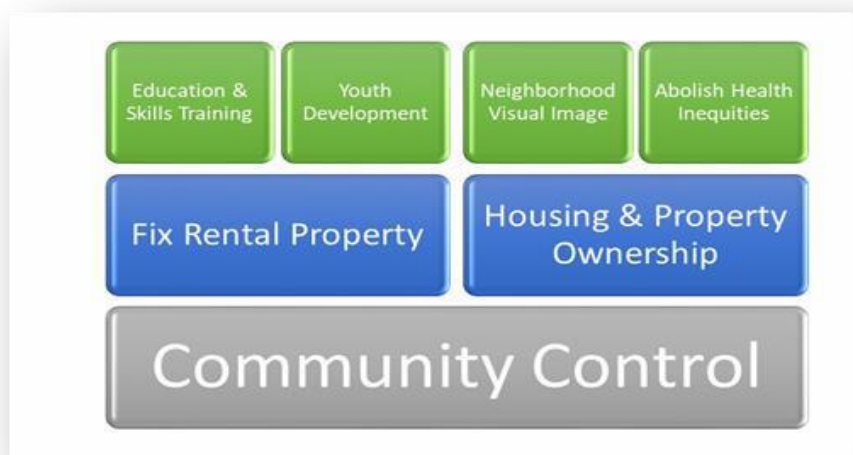 Education &
Skills Training
Youth
Development
Neighborhood
Visual Image
Abolish Health
Inequities
Fix Rental Property
Housing & Property
Ownership
Community Control